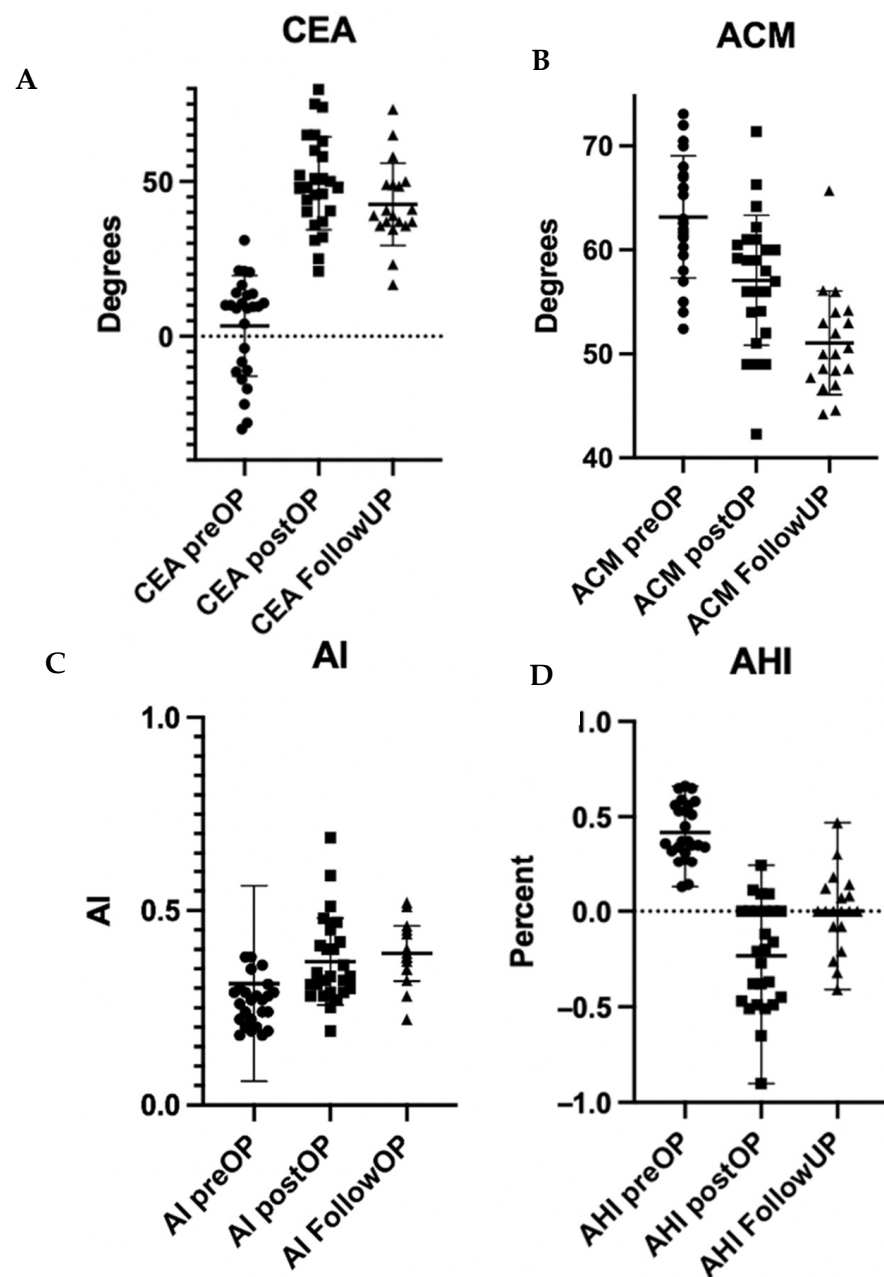 CEA
A
50
0
Degrees
CEA preOP
CEA postOP
CEA FollowUP
ACM
B
70
60
50
40
Degrees
ACM preOP
ACM postOP
ACM FollowUP
AI
C
1.0
0.5
0.0
AI
AI preOP
AI postOP
AI FollowOP
AHI
D
1.0
0.5
0.0
−0.5
−1.0
Percent
AHI preOP
AHI postOP
AHI FollowUP